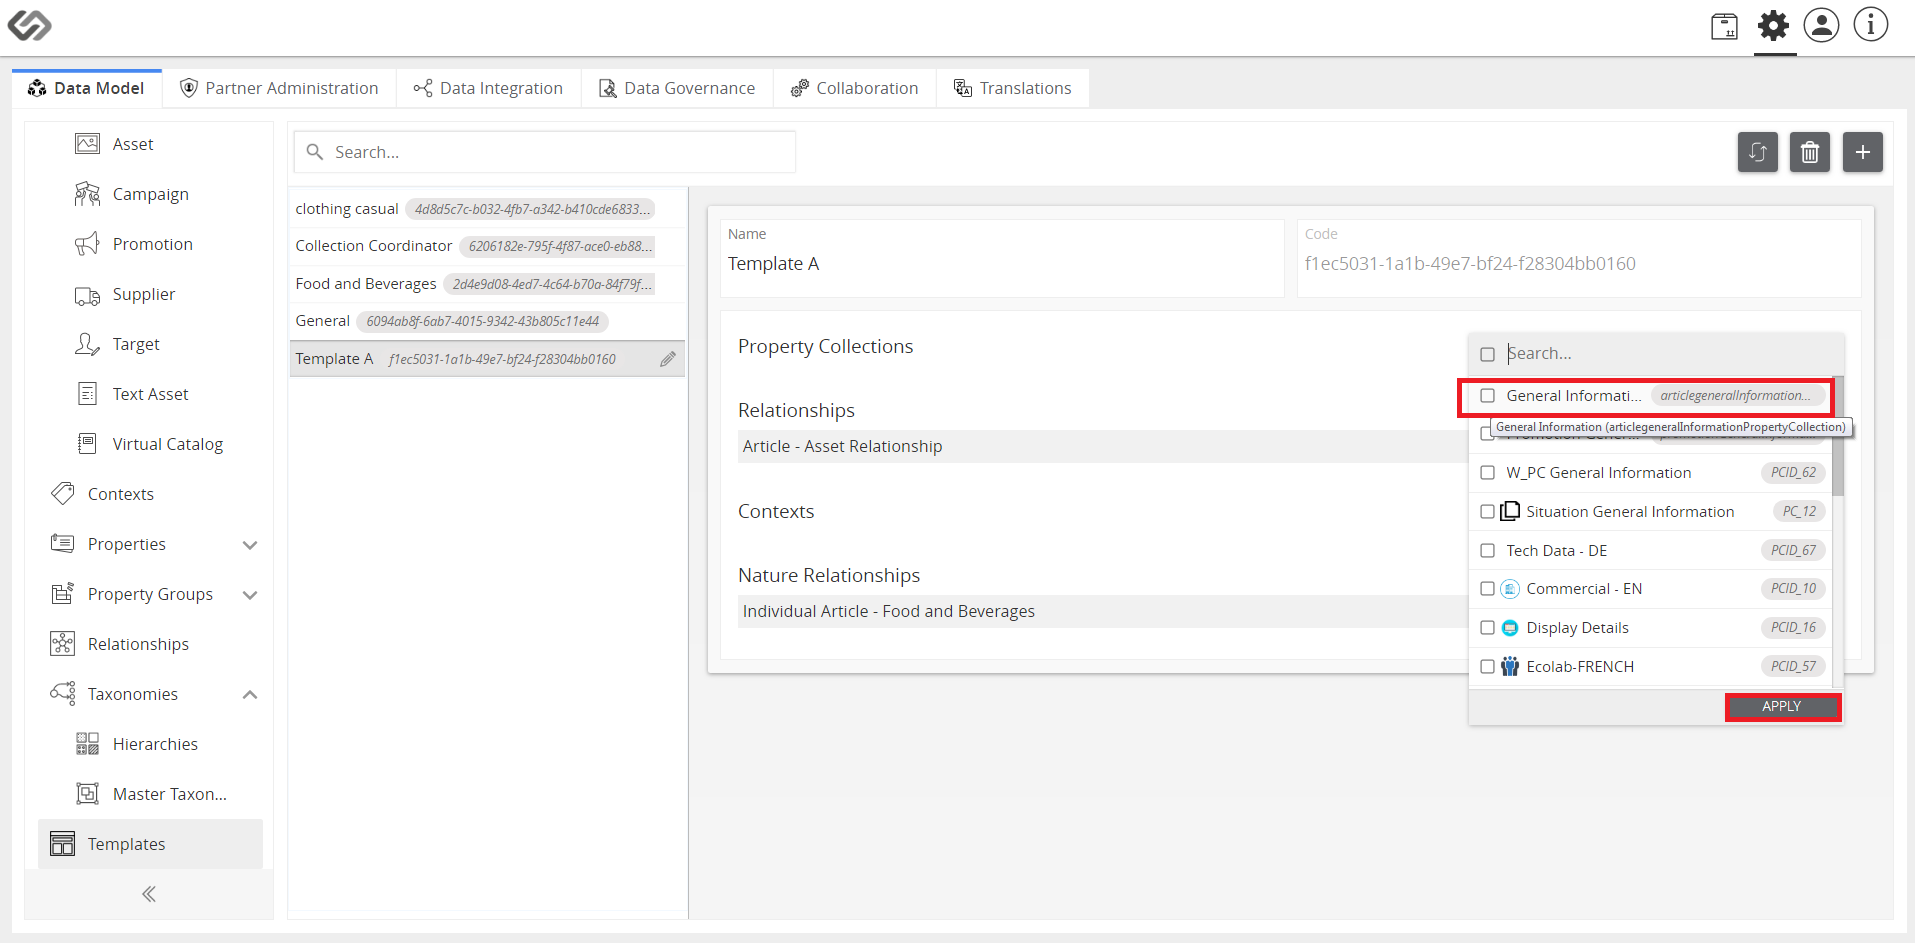 Data Model
Partner Administration
Data Integration
Data Governance
Collaboration
Translations
Asset
Campaign
Promotion
Supplier
Target
Text Asset
Virtual Catalog
Contexts
Properties
Property Groups
Relationships
Taxonomies
Hierarchies
Master Taxon...
Templates
Search...
clothing casual 4d8d5c7c-b032-4fb7-a342-b410cde6833...
Collection Coordinator 6206182e-795f-4f87-ace0-eb88...
Food and Beverages 2d4e9d08-4ed7-4c64-b70a-84f79f...
General 6094ab8f-6ab7-4015-9342-43b805c11e44
Template A f1ec5031-1a1b-49e7-bf24-f28304bb0160
Name
Template A
Code
f1ec5031-1a1b-49e7-bf24-f28304bb0160
Property Collections
Relationships
Article - Asset Relationship
Contexts
Nature Relationships
Individual Article - Food and Beverages
Search...
General Informati... articlegeneralInformation...
General Information (articlegeneralInformationPropertyCollection)
W_PC General Information PCID_62
Situation General Information PC_12
Tech Data - DE PCID_67
Commercial - EN PCID_10
Display Details PCID_16
Ecolab-FRENCH PCID_57
APPLY